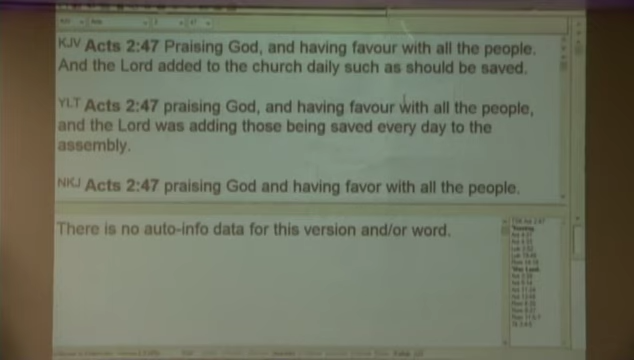 KJV Acts 2:47 Praising God, and having favour with all the people.
And the Lord added to the church daily such as should be saved.
YLT Acts 2:47 praising God, and having favour with all the people,
and the Lord was adding those being saved every day to the
assembly.
NKJ Acts 2:47 praising God and having favor with all the people.
There is no auto-info data for this version and/or word.